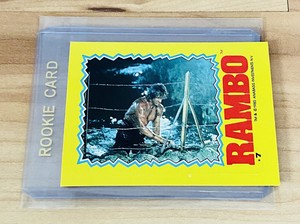 ROOKIE CARD
RAMBO
TM & © 1985 ANABASIS INVESTMENTS N.V.
• 7